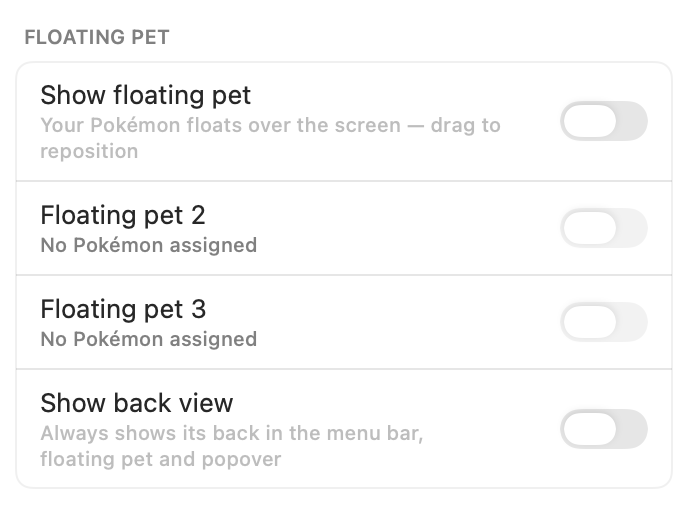 FLOATING PET
Show floating pet
Your Pokémon floats over the screen — drag to
reposition
Floating pet 2
No Pokémon assigned
Floating pet 3
No Pokémon assigned
Show back view
Always shows its back in the menu bar,
floating pet and popover